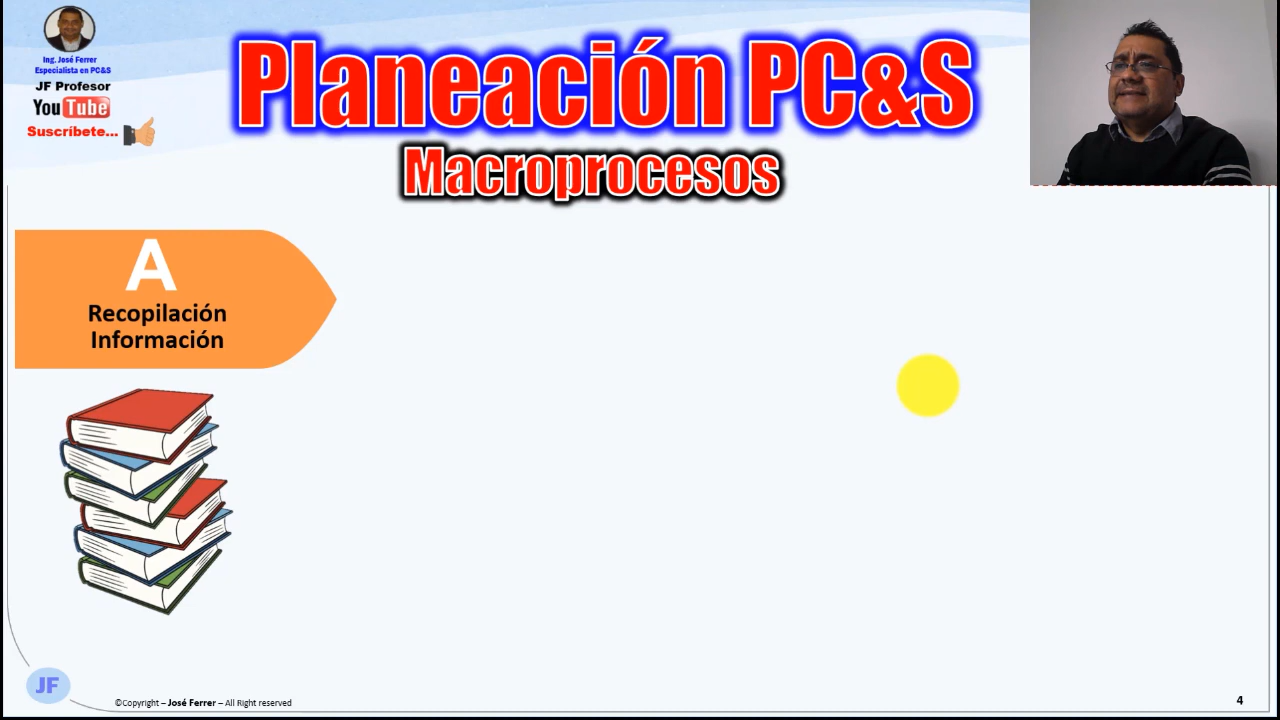 Ing. José Ferrer
Especialista en PC&S
JF Profesor
YouTube
Suscríbete...
Planeación PC&S
Macroprocesos
A
Recopilación
Información
JF
©Copyright – José Ferrer – All Right reserved
4